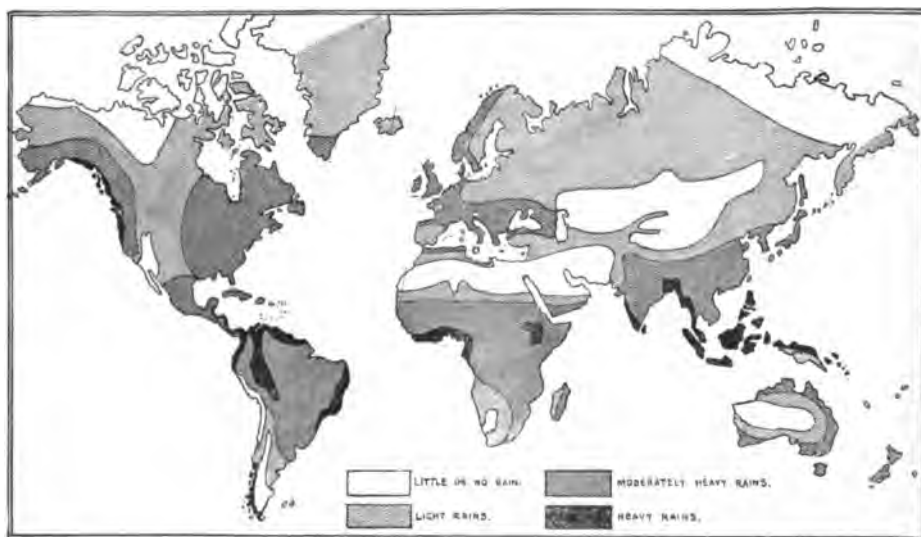 LITTLE OR NO RAIN.
LIGHT RAINS.
MODERATELY HEAVY RAINS.
HEAVY RAINS.